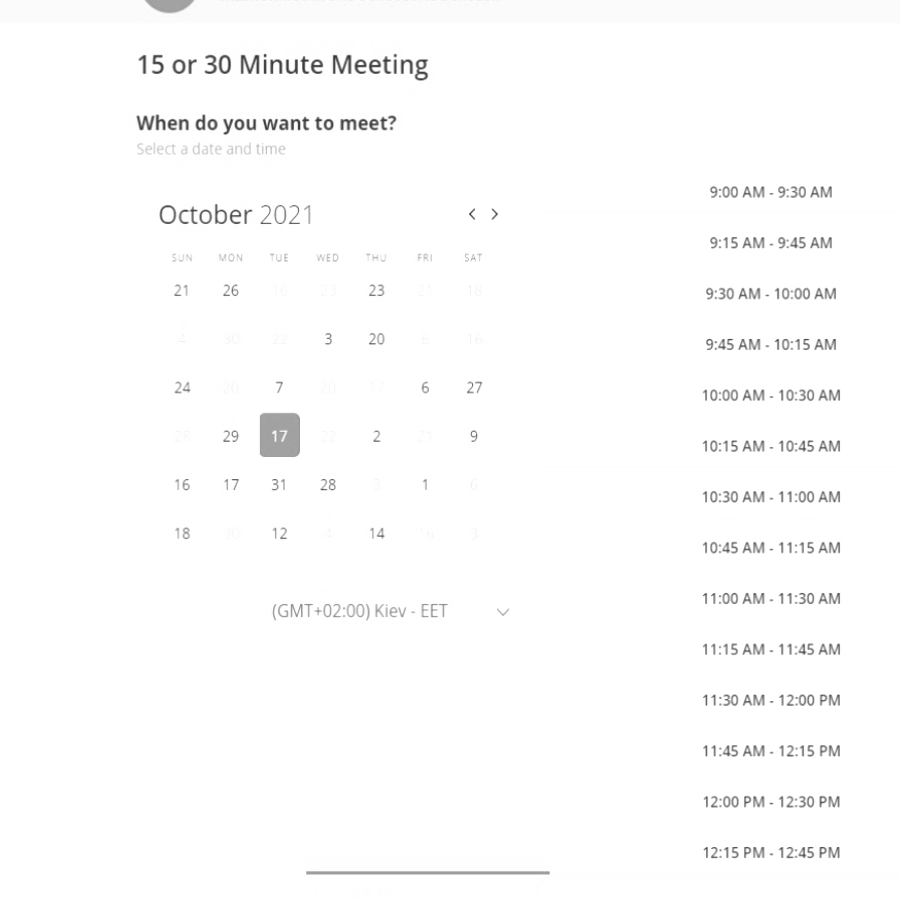 15 or 30 Minute Meeting
When do you want to meet?
Select a date and time
October 2021
SUN MON TUE WED THU FRI SAT
21 26 16 23 23 21 18
4 30 22 3 20 8 16
24 20 7 20 17 6 27
28 29 17 22 2 21 9
16 17 31 28 3 1 6
18 20 12 4 14 16 3
(GMT+02:00) Kiev - EET
9:00 AM - 9:30 AM
9:15 AM - 9:45 AM
9:30 AM - 10:00 AM
9:45 AM - 10:15 AM
10:00 AM - 10:30 AM
10:15 AM - 10:45 AM
10:30 AM - 11:00 AM
10:45 AM - 11:15 AM
11:00 AM - 11:30 AM
11:15 AM - 11:45 AM
11:30 AM - 12:00 PM
11:45 AM - 12:15 PM
12:00 PM - 12:30 PM
12:15 PM - 12:45 PM